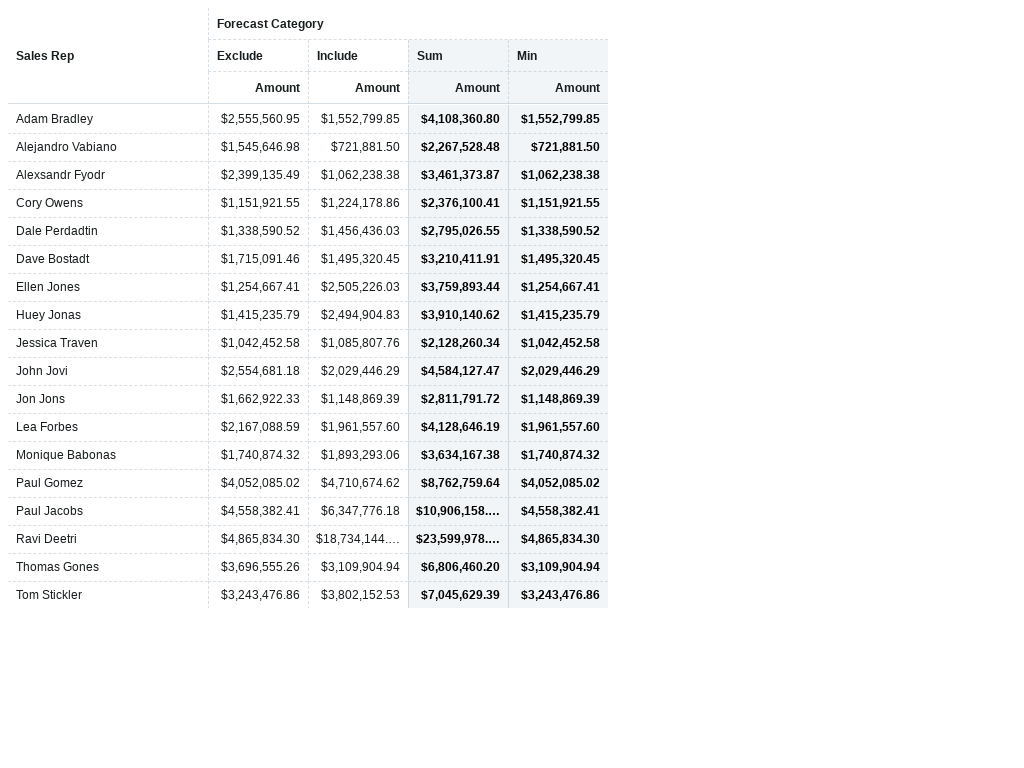 Forecast Category
Sales Rep Exclude Include Sum Min
Amount Amount Amount Amount
Adam Bradley $2,555,560.95 $1,552,799.85 $4,108,360.80 $1,552,799.85
Alejandro Vabiano $1,545,646.98 $721,881.50 $2,267,528.48 $721,881.50
Alexsandr Fyodr $2,399,135.49 $1,062,238.38 $3,461,373.87 $1,062,238.38
Cory Owens $1,151,921.55 $1,224,178.86 $2,376,100.41 $1,151,921.55
Dale Perdadtin $1,338,590.52 $1,456,436.03 $2,795,026.55 $1,338,590.52
Dave Bostadt $1,715,091.46 $1,495,320.45 $3,210,411.91 $1,495,320.45
Ellen Jones $1,254,667.41 $2,505,226.03 $3,759,893.44 $1,254,667.41
Huey Jonas $1,415,235.79 $2,494,904.83 $3,910,140.62 $1,415,235.79
Jessica Traven $1,042,452.58 $1,085,807.76 $2,128,260.34 $1,042,452.58
John Jovi $2,554,681.18 $2,029,446.29 $4,584,127.47 $2,029,446.29
Jon Jons $1,662,922.33 $1,148,869.39 $2,811,791.72 $1,148,869.39
Lea Forbes $2,167,088.59 $1,961,557.60 $4,128,646.19 $1,961,557.60
Monique Babonas $1,740,874.32 $1,893,293.06 $3,634,167.38 $1,740,874.32
Paul Gomez $4,052,085.02 $4,710,674.62 $8,762,759.64 $4,052,085.02
Paul Jacobs $4,558,382.41 $6,347,776.18 $10,906,158.… $4,558,382.41
Ravi Deetri $4,865,834.30 $18,734,144.… $23,599,978.… $4,865,834.30
Thomas Gones $3,696,555.26 $3,109,904.94 $6,806,460.20 $3,109,904.94
Tom Stickler $3,243,476.86 $3,802,152.53 $7,045,629.39 $3,243,476.86